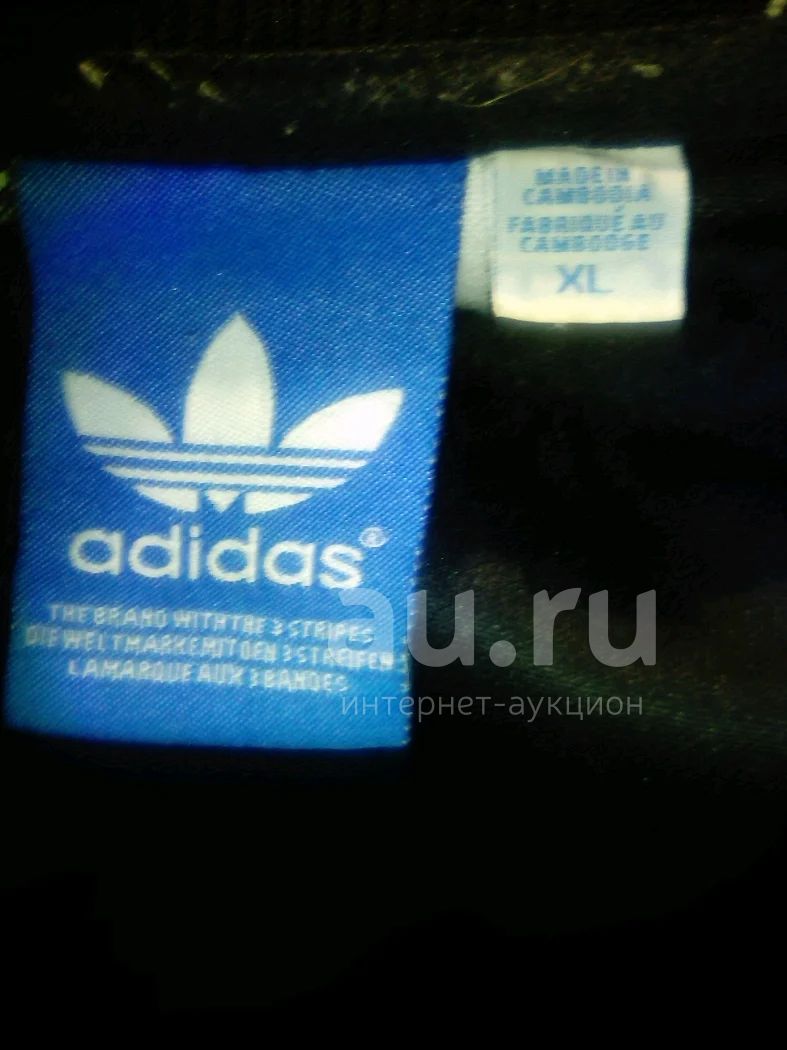 MADE IN
CAMBODIA
FABRIQUÉ AU
CAMBODGE
XL
adidas®
THE BRAND WITH THE 3 STRIPES
DIE WELTMARKE MIT DEN 3 STREIFEN
LA MARQUE AUX 3 BANDES
au.ru
интернет-аукцион